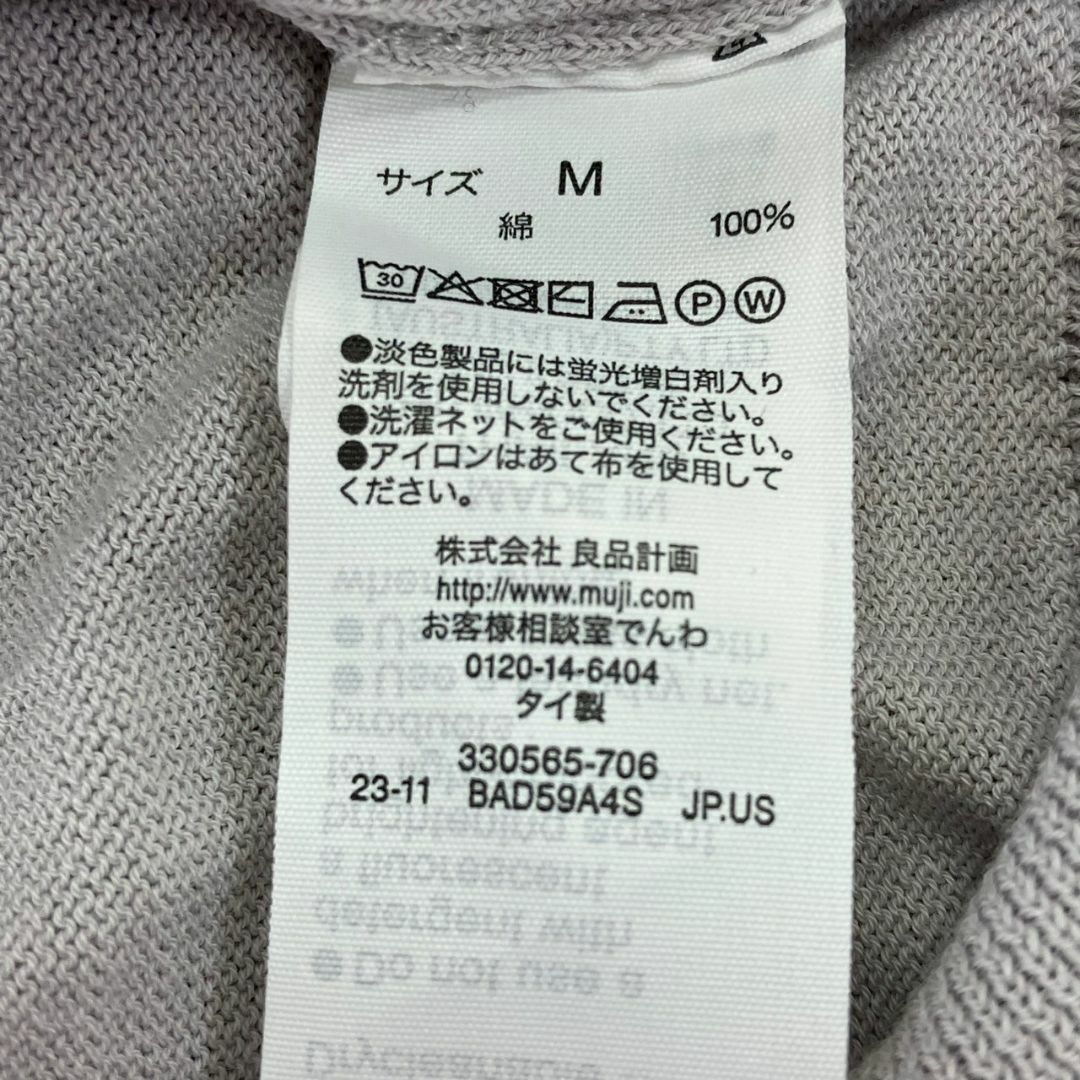 サイズ M
綿 100%
30 P W
●淡色製品には蛍光増白剤入り
洗剤を使用しないでください。
●洗濯ネットをご使用ください。
●アイロンはあて布を使用して
ください。
株式会社 良品計画
http://www.muji.com
お客様相談室でんわ
0120-14-6404
タイ製
330565-706
23-11 BAD59A4S JP.US